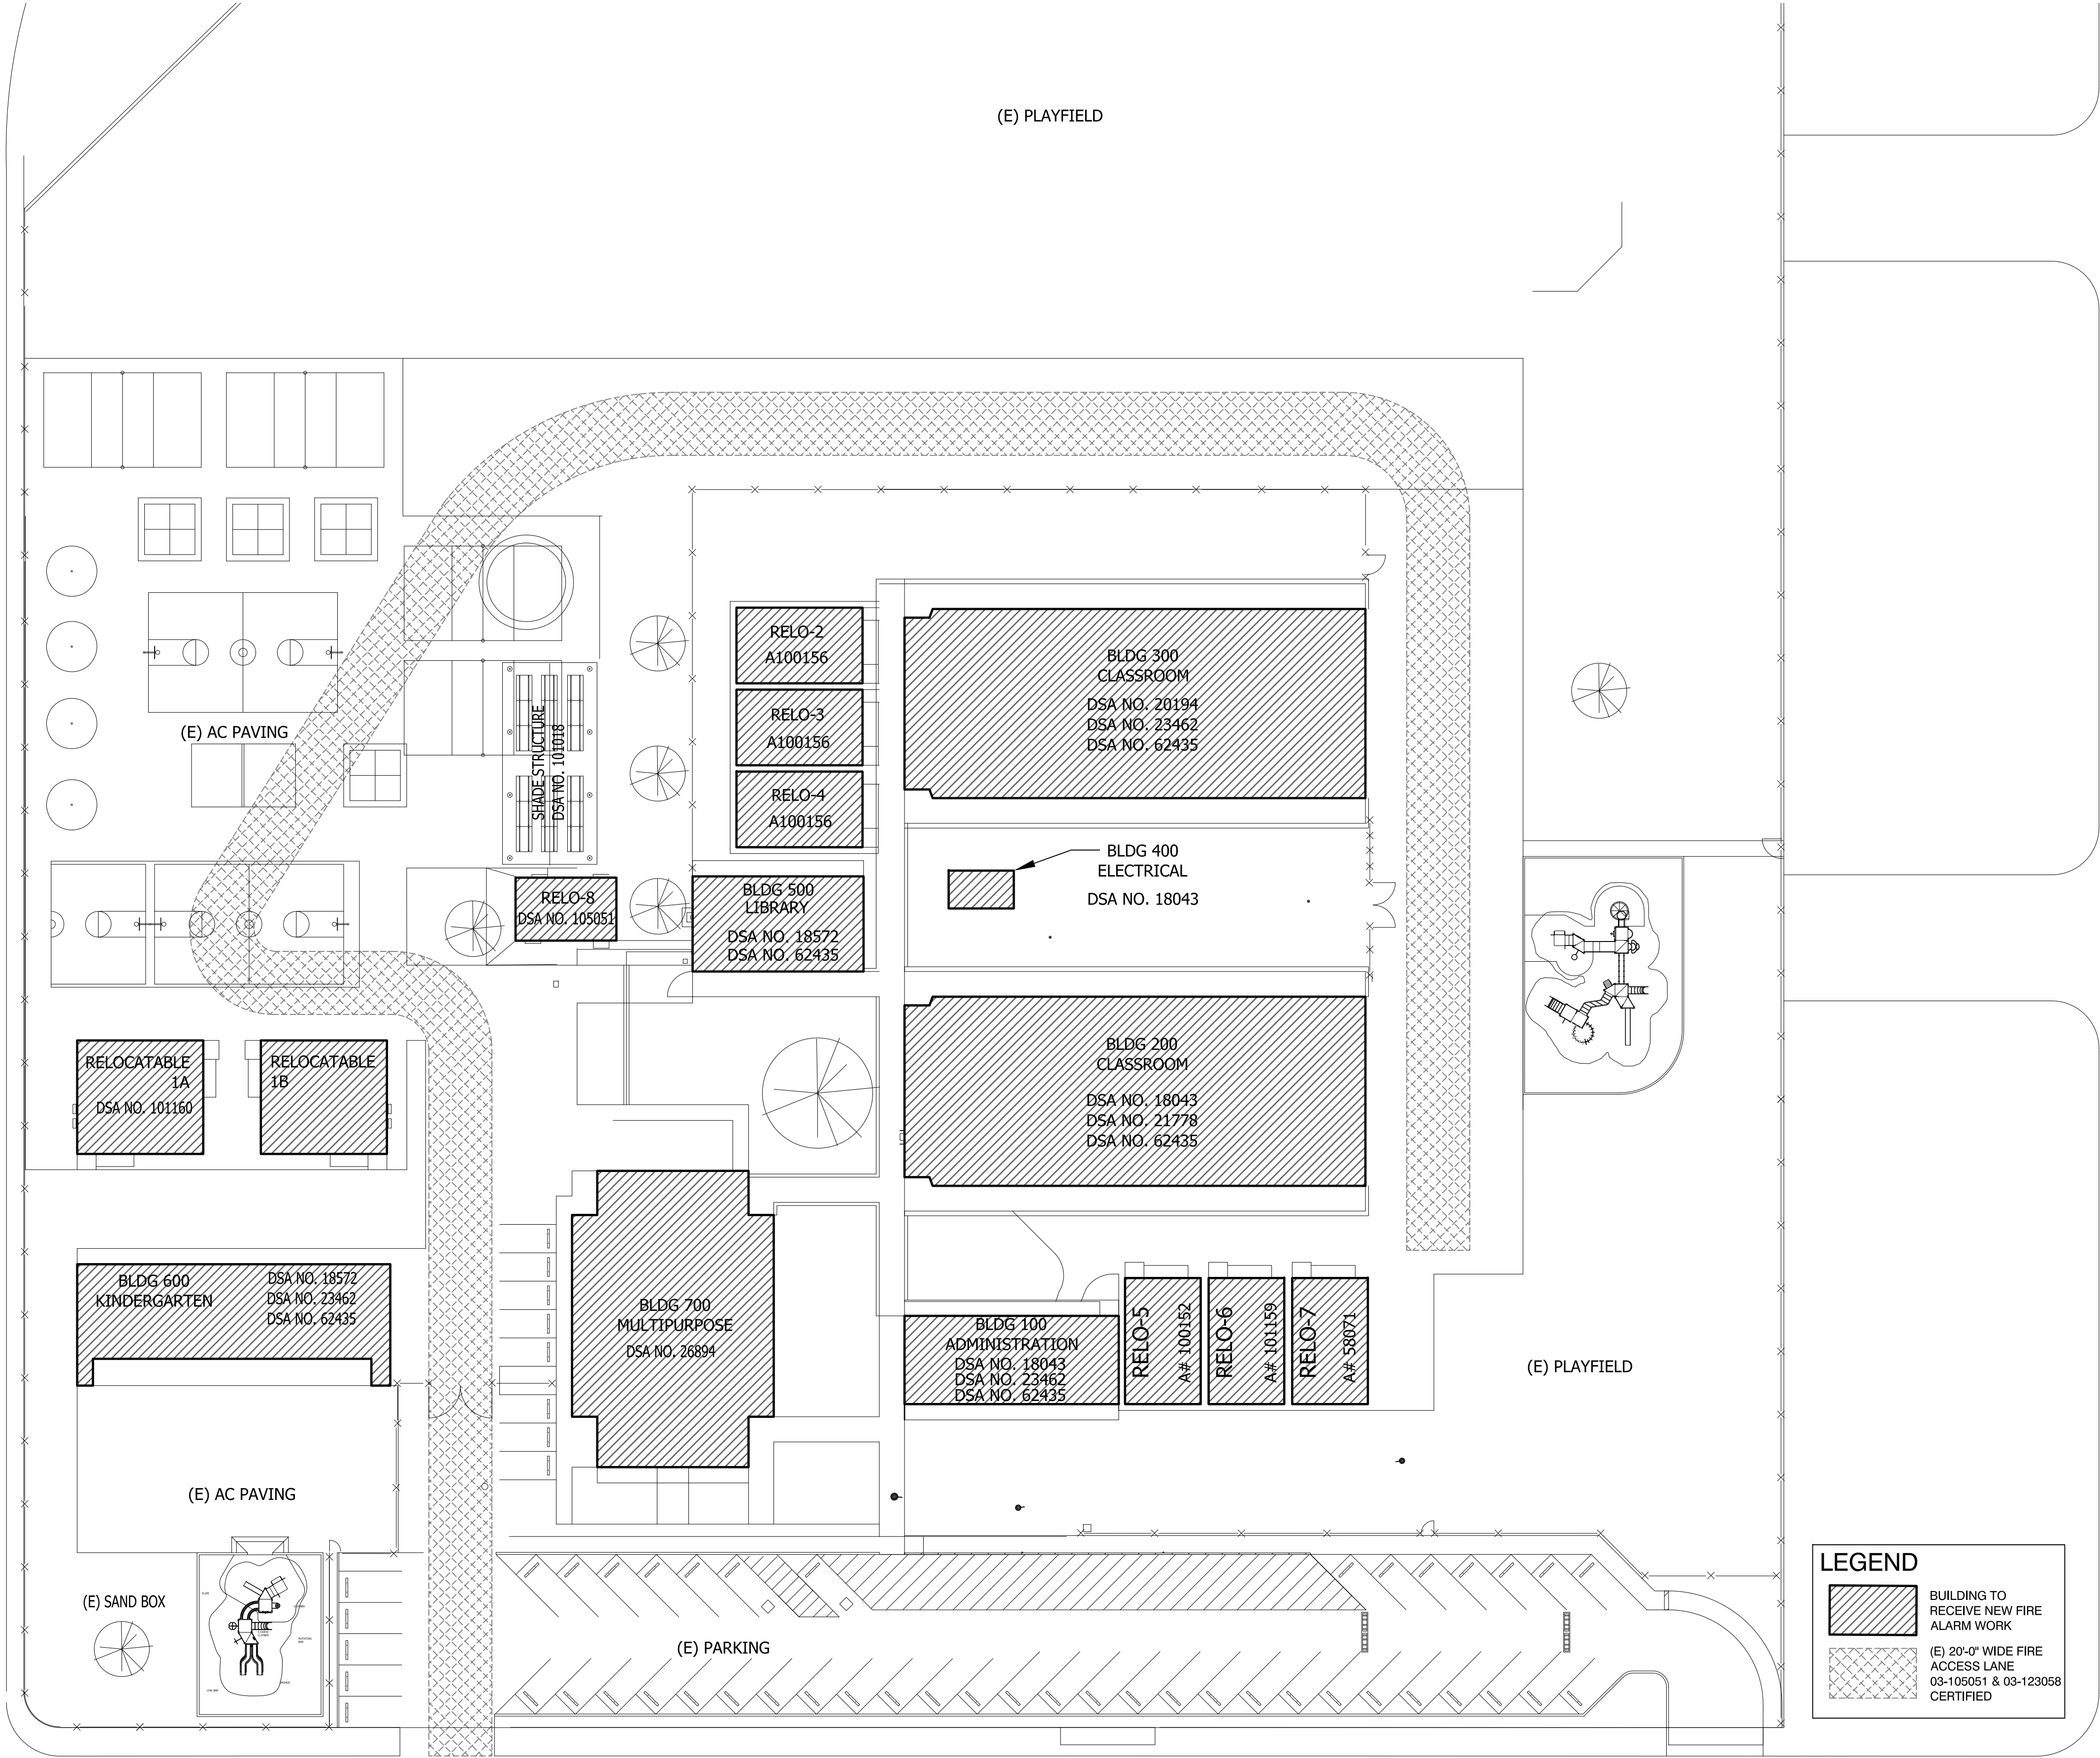 (E) PLAYFIELD
RELO-2
A100156
RELO-3
A100156
RELO-4
A100156
BLDG 300
CLASSROOM
DSA NO. 20194
DSA NO. 23462
DSA NO. 62435
(E) AC PAVING
SHADE STRUCTURE
DSA NO. 101018
BLDG 400
ELECTRICAL
DSA NO. 18043
RELO-8
DSA NO. 105051
BLDG 500
LIBRARY
DSA NO. 18572
DSA NO. 62435
RELOCATABLE
1A
DSA NO. 101160
RELOCATABLE
1B
BLDG 200
CLASSROOM
DSA NO. 18043
DSA NO. 21778
DSA NO. 62435
BLDG 600
KINDERGARTEN
DSA NO. 18572
DSA NO. 23462
DSA NO. 62435
BLDG 700
MULTIPURPOSE
DSA NO. 26894
BLDG 100
ADMINISTRATION
DSA NO. 18043
DSA NO. 23462
DSA NO. 62435
RELO-5
A# 100152
RELO-6
A# 101159
RELO-7
A# 58071
(E) PLAYFIELD
(E) AC PAVING
(E) SAND BOX
(E) PARKING
LEGEND
BUILDING TO
RECEIVE NEW FIRE
ALARM WORK
(E) 20'-0" WIDE FIRE
ACCESS LANE
03-105051 & 03-123058
CERTIFIED